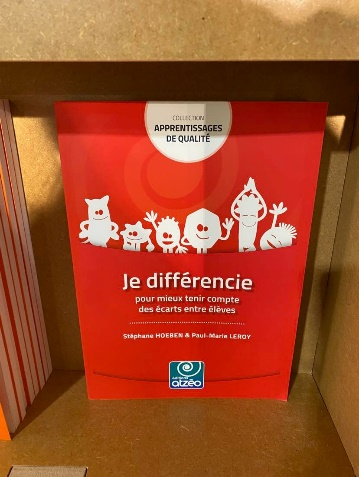 COLLECTION
APPRENTISSAGES
DE QUALITÉ
Je différencie
pour mieux tenir compte
des écarts entre élèves
Stéphane HOEBEN & Paul-Marie LEROY
atzéo